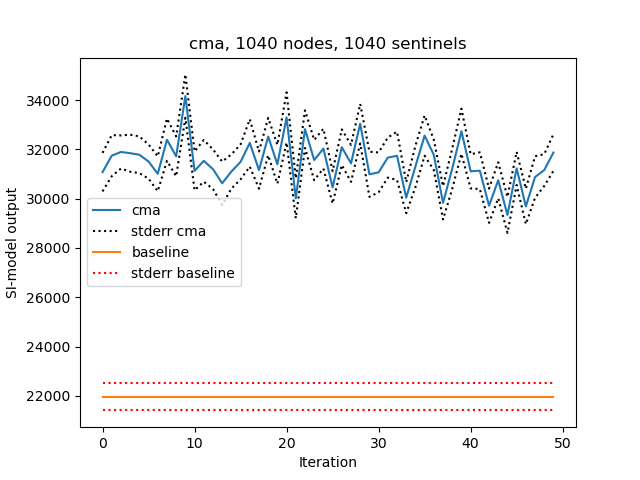 cma, 1040 nodes, 1040 sentinels
SI-model output
34000
32000
30000
28000
26000
24000
22000
cma
stderr cma
baseline
stderr baseline
0 10 20 30 40 50
Iteration